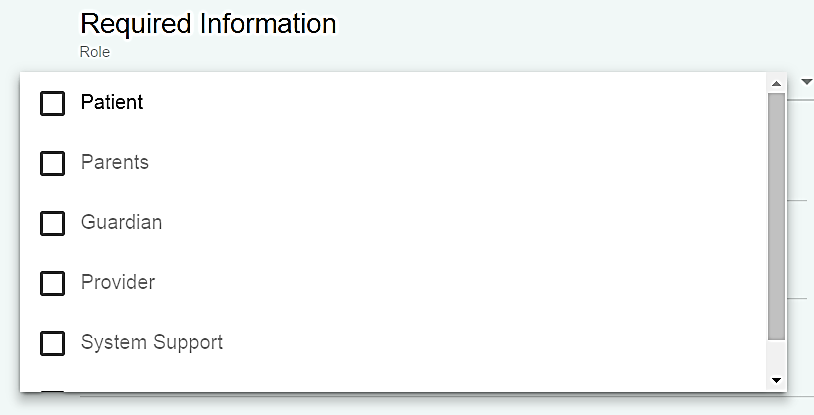 Required Information
Role
Patient
Parents
Guardian
Provider
System Support